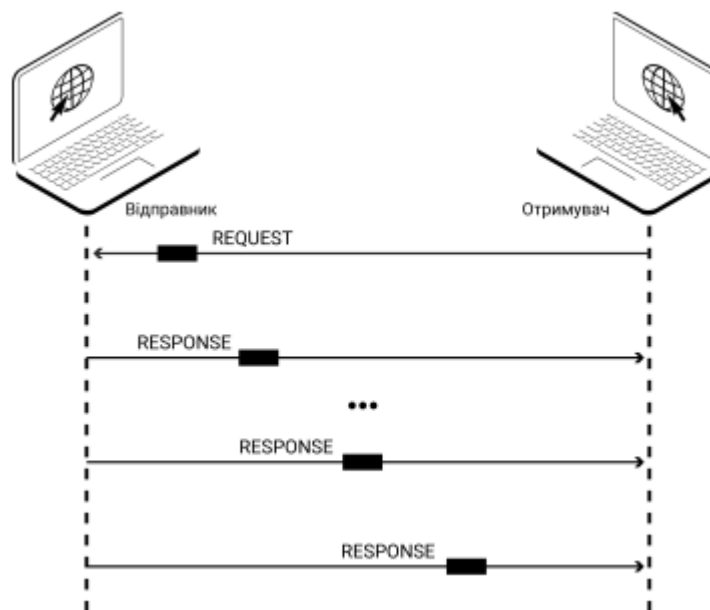 Відправник
Отримувач
REQUEST
RESPONSE
•••
RESPONSE
RESPONSE